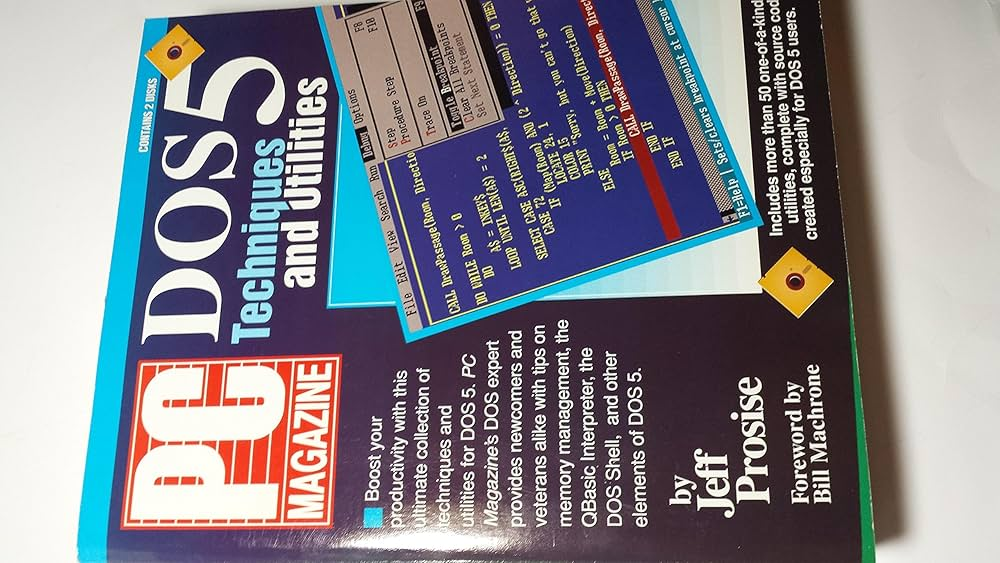 CONTAINS 2 DISKS
PC
MAGAZINE
DOS 5
Techniques
and Utilities
Boost your
productivity with this
ultimate collection of
techniques and
utilities for DOS 5. PC
Magazine's DOS expert
provides newcomers and
veterans alike with tips on
memory management, the
QBasic Interpreter, the
DOS Shell, and other
elements of DOS 5.
File Edit View Search Run Debug Options
Step F8
Procedure Step F10
Trace On
Toggle Breakpoint F9
Clear All Breakpoints
Set Next Statement
CALL DrawPassage(Room, Directio
DO WHILE Room > 0
DO A$ = INKEY$
LOOP UNTIL LEN(A$) = 2
SELECT CASE ASC(RIGHT$(A$,
CASE 72
IF (Map(Room) AND (2 Direction)) = 0 THEN
LOCATE 24, 1
COLOR 15
PRINT "Sorry, but you can't go that
ELSE Room = Room + Move(Direction)
IF Room > 0 THEN
CALL DrawPassage(Room, Direc
END IF
END IF
F1=Help | Sets/clears breakpoint at cursor
Includes more than 50 one-of-a-kind
utilities, complete with source cod
created especially for DOS 5 users.
by
Jeff
Prosise
Foreword by
Bill Machrone